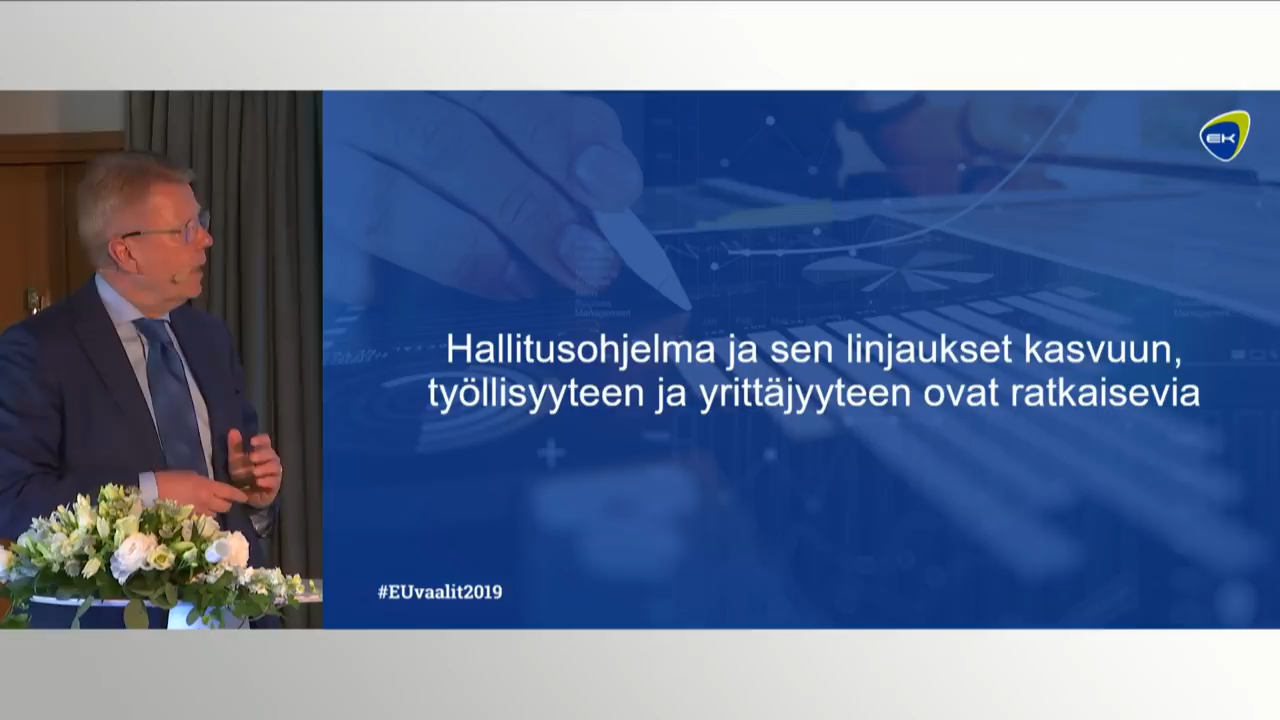 EK
Hallitusohjelma ja sen linjaukset kasvuun,
työllisyyteen ja yrittäjyyteen ovat ratkaisevia
#EUvaalit2019